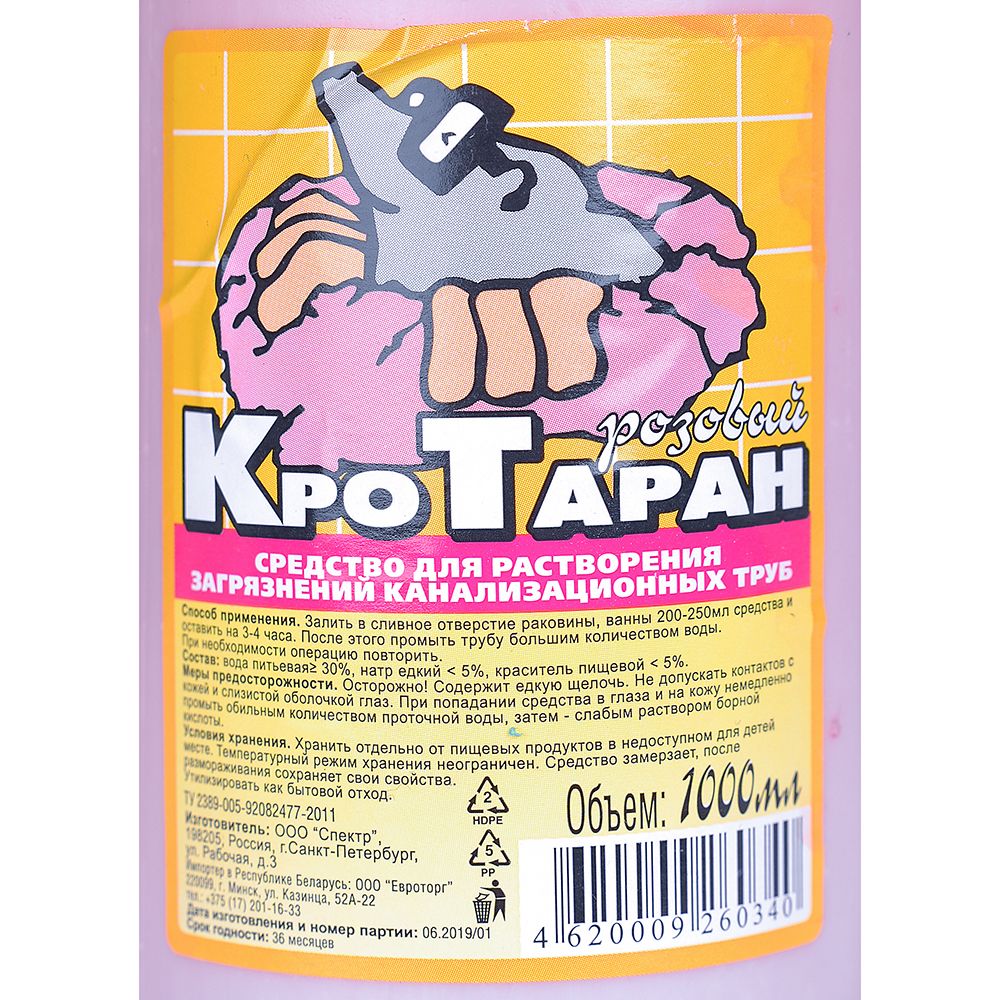 розовый
КроТаран
СРЕДСТВО ДЛЯ РАСТВОРЕНИЯ
ЗАГРЯЗНЕНИЙ КАНАЛИЗАЦИОННЫХ ТРУБ
Способ применения. Залить в сливное отверстие раковины, ванны 200-250мл средства и
оставить на 3-4 часа. После этого промыть трубу большим количеством воды.
При необходимости операцию повторить.
Состав: вода питьевая≥ 30%, натр едкий < 5%, краситель пищевой < 5%.
Меры предосторожности. Осторожно! Содержит едкую щелочь. Не допускать контактов с
кожей и слизистой оболочкой глаз. При попадании средства в глаза и на кожу немедленно
промыть обильным количеством проточной воды, затем - слабым раствором борной
кислоты.
Условия хранения. Хранить отдельно от пищевых продуктов в недоступном для детей
месте. Температурный режим хранения неограничен. Средство замерзает, после
размораживания сохраняет свои свойства.
Утилизировать как бытовой отход.
ТУ 2389-005-92082477-2011
Изготовитель: ООО "Спектр",
198205, Россия, г.Санкт-Петербург,
ул. Рабочая, д.3
Импортер в Республике Беларусь: ООО "Евроторг"
220099, г. Минск, ул. Казинца, 52А-22
тел.: +375 (17) 201-16-33
Дата изготовления и номер партии: 06.2019/01
Срок годности: 36 месяцев
2
HDPE
5
PP
Объем: 1000мл
4 620009 260340